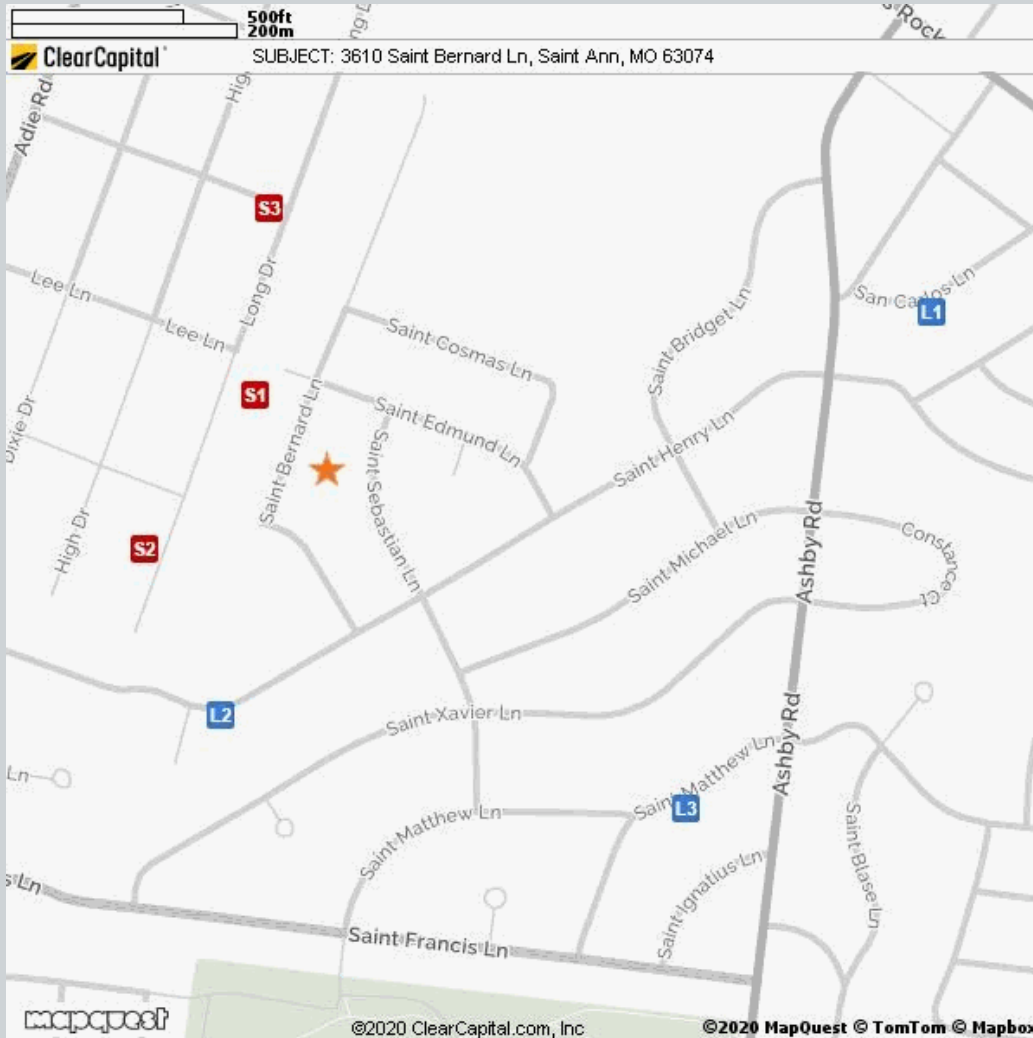 500ft
200m
ClearCapital
SUBJECT: 3610 Saint Bernard Ln, Saint Ann, MO 63074
Rock
Adie Rd
S3
Long Dr
Lee Ln
San Carlos Ln
L1
Lee Ln
Saint Cosmas Ln
Saint Bridget Ln
S1
Saint Edmund Ln
Dixie Dr
Saint Bernard Ln
Saint Henry Ln
Saint Sebastian Ln
High Dr
S2
Saint Michael Ln
Ashby Rd
Constance Ct
L2
Saint Xavier Ln
Ashby Rd
Ln
Saint Matthew Ln
L3
Saint Matthew Ln
Saint Ignatius Ln
Saint Blase Ln
s Ln
Saint Francis Ln
mapquest
©2020 ClearCapital.com, Inc
©2020 MapQuest © TomTom © Mapbox